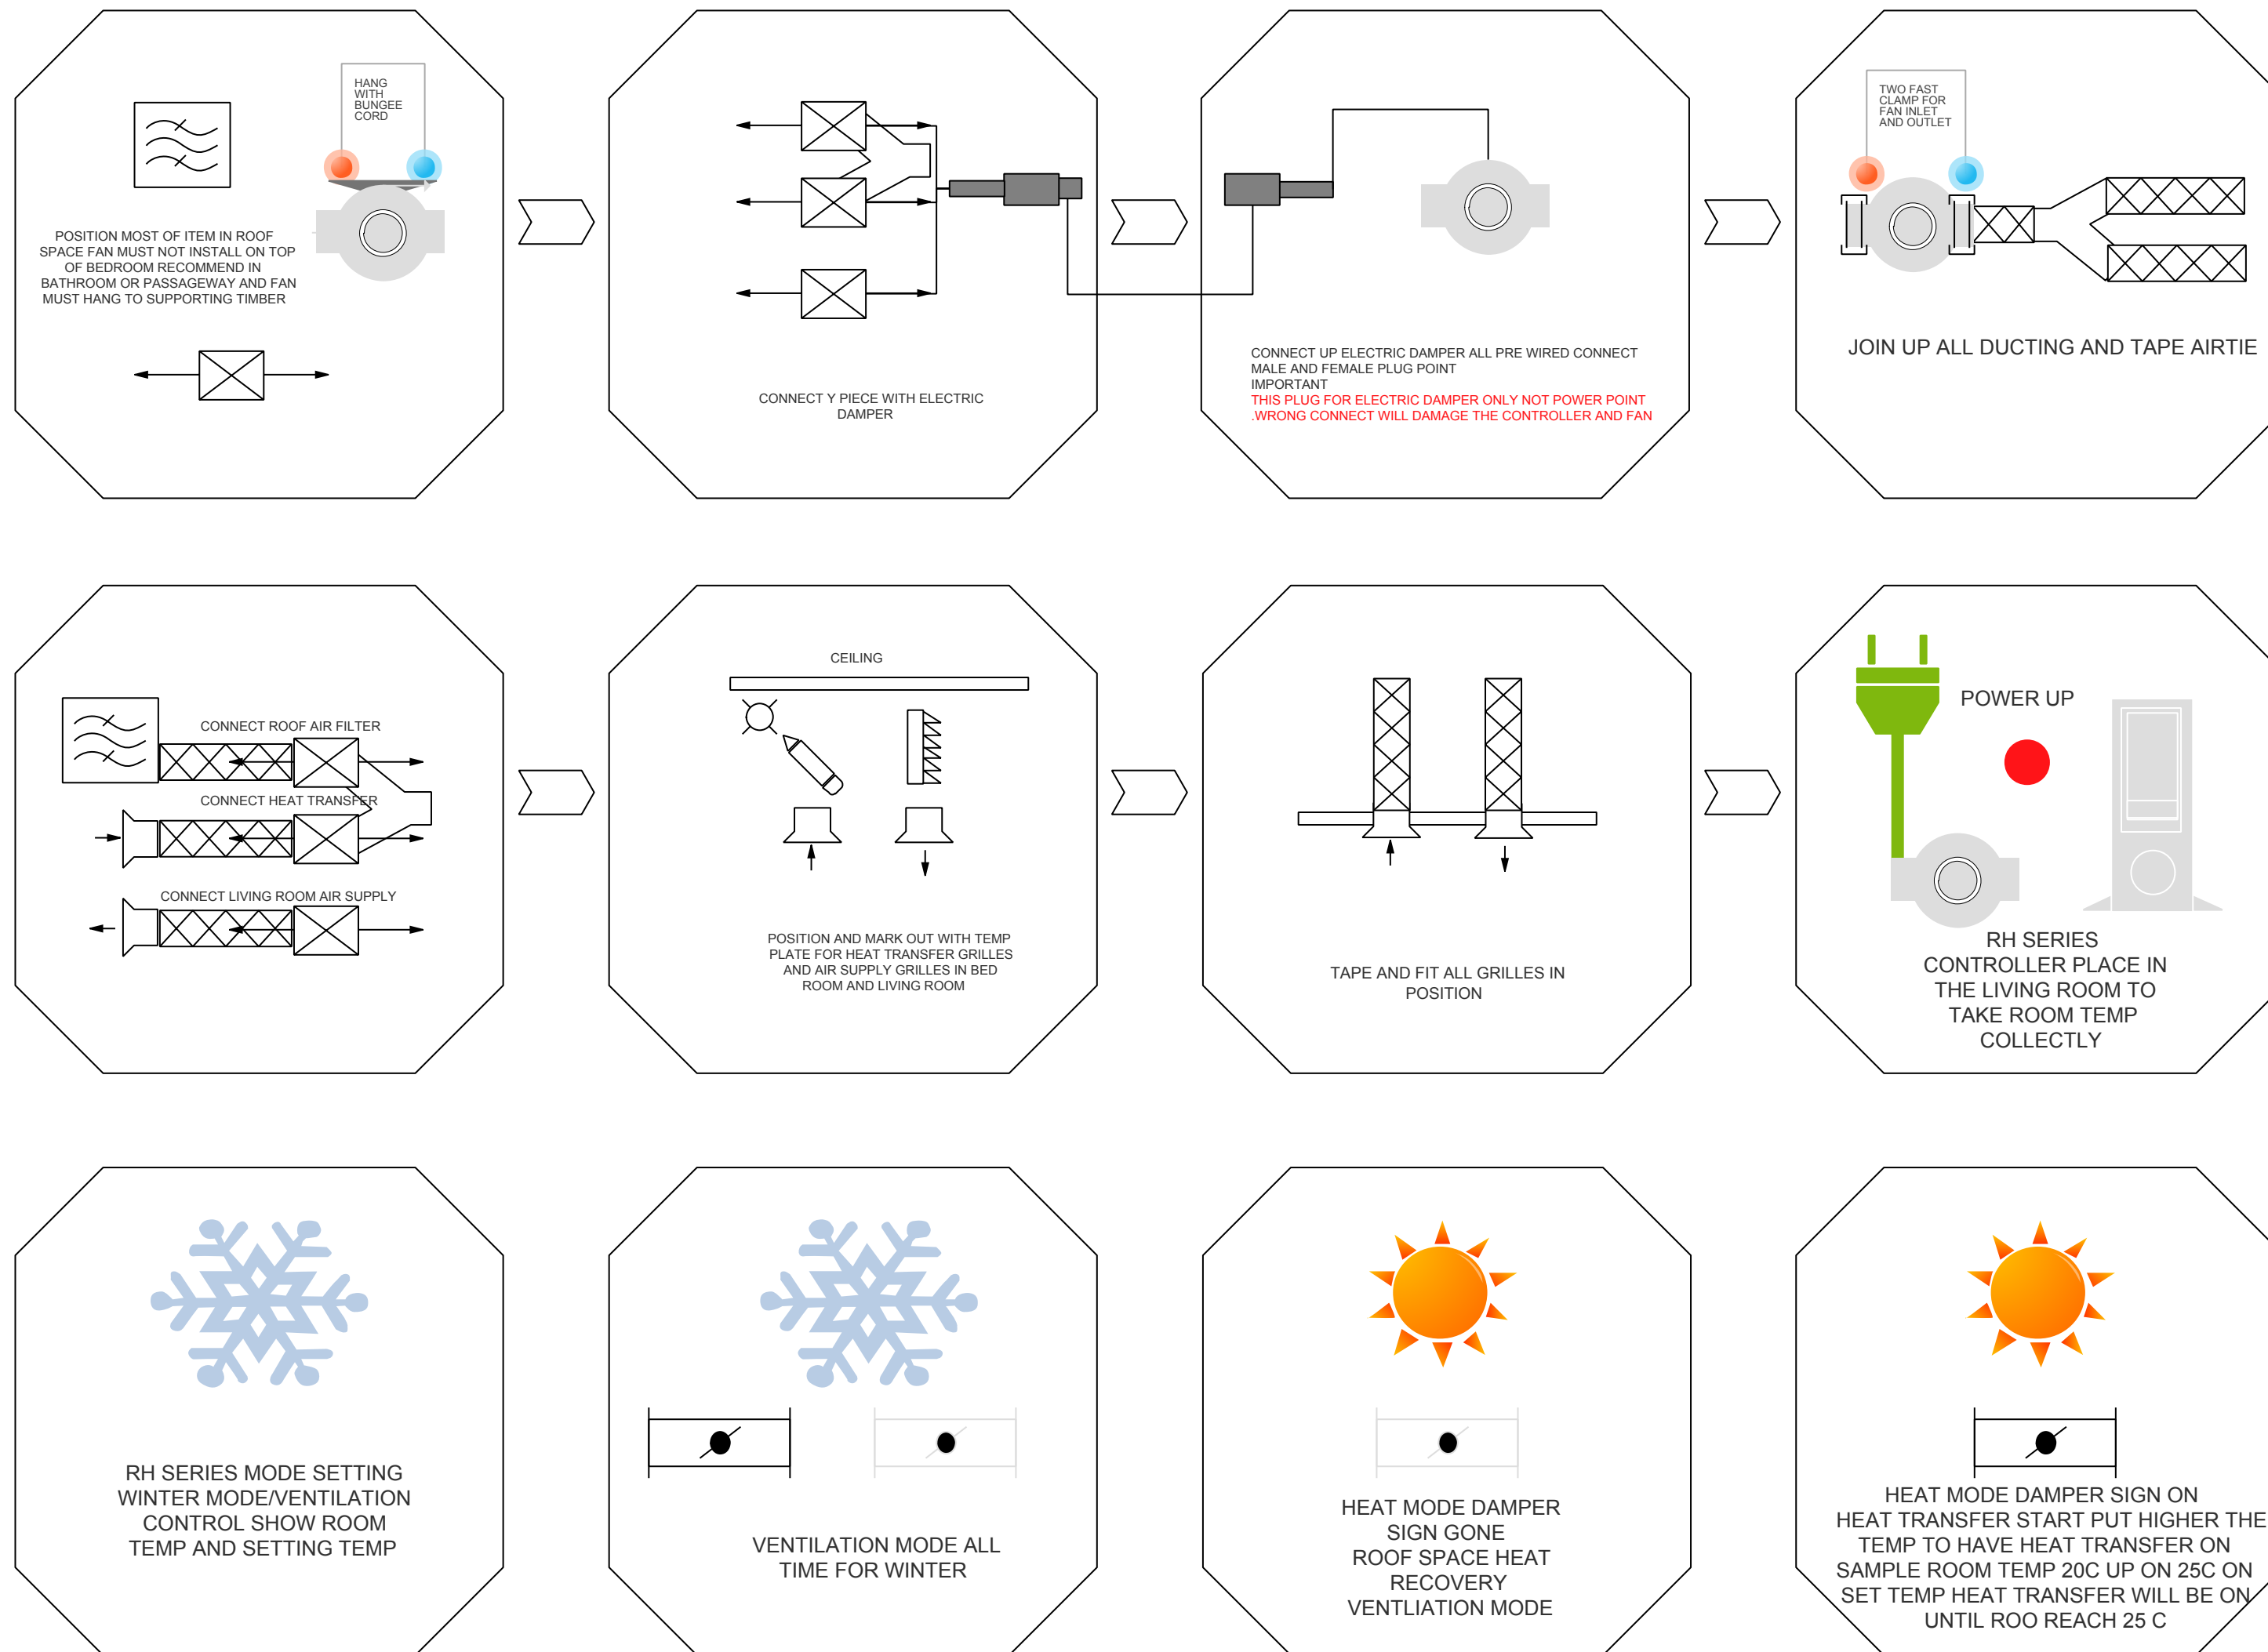 HANG
WITH
BUNGEE
CORD
POSITION MOST OF ITEM IN ROOF
SPACE FAN MUST NOT INSTALL ON TOP
OF BEDROOM RECOMMEND IN
BATHROOM OR PASSAGEWAY AND FAN
MUST HANG TO SUPPORTING TIMBER
CONNECT Y PIECE WITH ELECTRIC
DAMPER
CONNECT UP ELECTRIC DAMPER ALL PRE WIRED CONNECT
MALE AND FEMALE PLUG POINT
IMPORTANT
THIS PLUG FOR ELECTRIC DAMPER ONLY NOT POWER POINT
.WRONG CONNECT WILL DAMAGE THE CONTROLLER AND FAN
TWO FAST
CLAMP FOR
FAN INLET
AND OUTLET
JOIN UP ALL DUCTING AND TAPE AIRTIE
CONNECT ROOF AIR FILTER
CONNECT HEAT TRANSFER
CONNECT LIVING ROOM AIR SUPPLY
CEILING
POSITION AND MARK OUT WITH TEMP
PLATE FOR HEAT TRANSFER GRILLES
AND AIR SUPPLY GRILLES IN BED
ROOM AND LIVING ROOM
TAPE AND FIT ALL GRILLES IN
POSITION
POWER UP
RH SERIES
CONTROLLER PLACE IN
THE LIVING ROOM TO
TAKE ROOM TEMP
COLLECTLY
RH SERIES MODE SETTING
WINTER MODE/VENTILATION
CONTROL SHOW ROOM
TEMP AND SETTING TEMP
VENTILATION MODE ALL
TIME FOR WINTER
HEAT MODE DAMPER
SIGN GONE
ROOF SPACE HEAT
RECOVERY
VENTLIATION MODE
HEAT MODE DAMPER SIGN ON
HEAT TRANSFER START PUT HIGHER THE
TEMP TO HAVE HEAT TRANSFER ON
SAMPLE ROOM TEMP 20C UP ON 25C ON
SET TEMP HEAT TRANSFER WILL BE ON
UNTIL ROO REACH 25 C